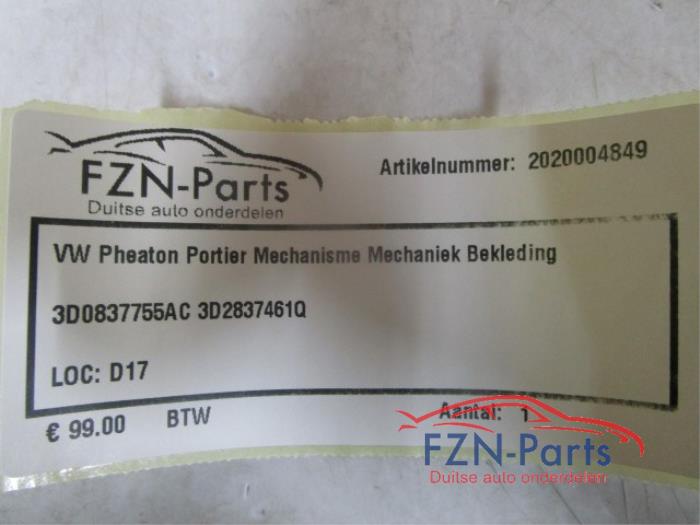 FZN-Parts
Duitse auto onderdelen
Artikelnummer: 2020004849
VW Pheaton Portier Mechanisme Mechaniek Bekleding
3D0837755AC 3D2837461Q
LOC: D17
€ 99.00 BTW Aantal: 1
FZN-Parts
Duitse auto onderdelen